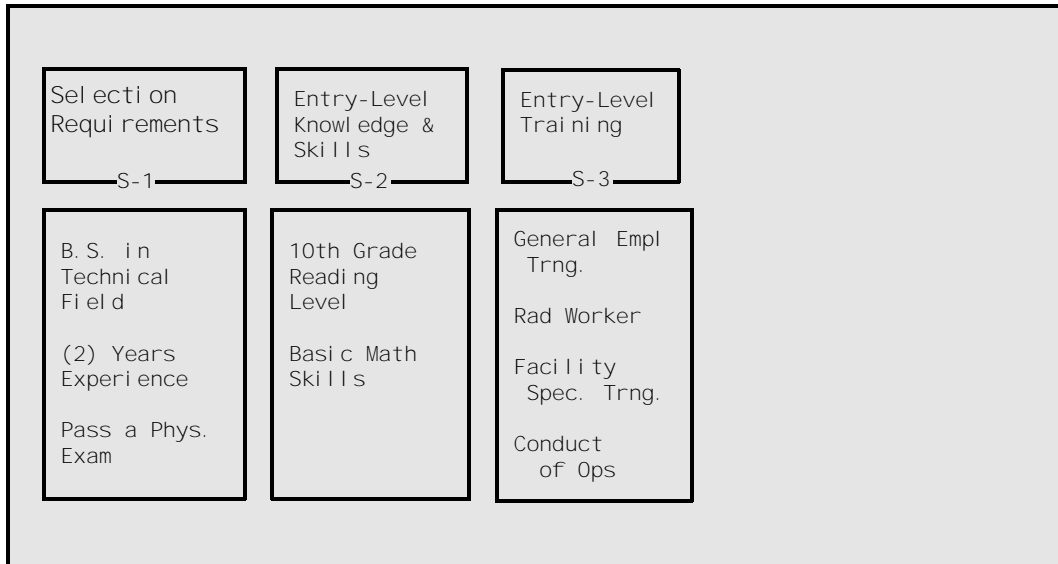 Selection
Requirements
S-1
Entry-Level
Knowledge &
Skills
S-2
Entry-Level
Training
S-3
B.S. in
Technical
Field
(2) Years
Experience
Pass a Phys.
Exam
10th Grade
Reading
Level
Basic Math
Skills
General Empl
Trng.
Rad Worker
Facility
Spec. Trng.
Conduct
of Ops